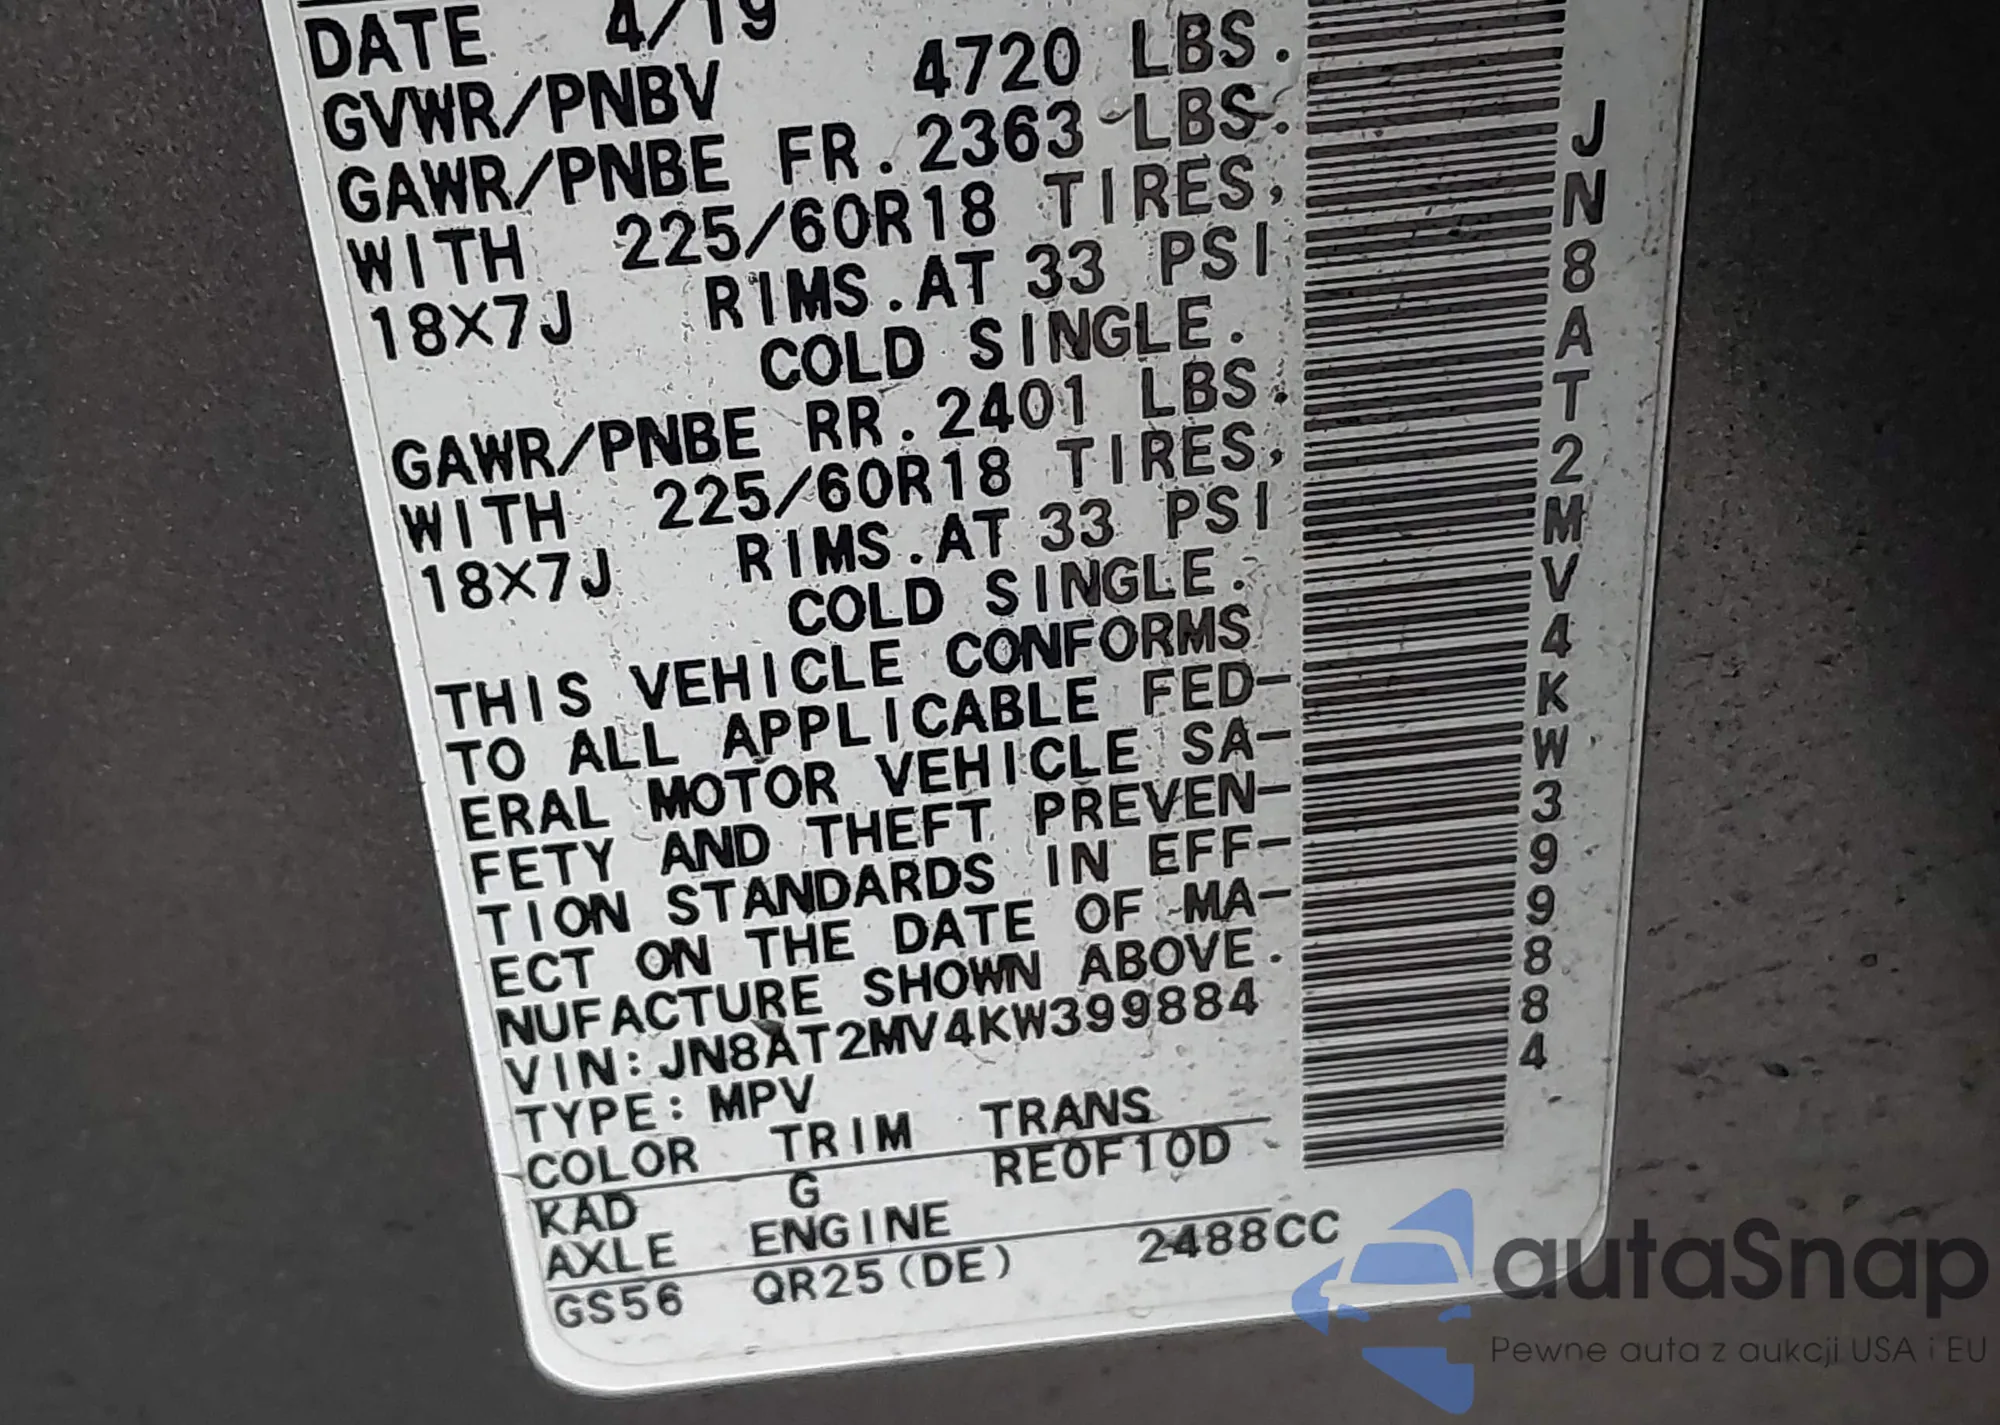 DATE 4/19
GVWR/PNBV 4720 LBS.
GAWR/PNBE FR. 2363 LBS.
WITH 225/60R18 TIRES,
18X7J RIMS.AT 33 PSI
COLD SINGLE.
GAWR/PNBE RR. 2401 LBS.
WITH 225/60R18 TIRES,
18X7J RIMS.AT 33 PSI
COLD SINGLE.
THIS VEHICLE CONFORMS
TO ALL APPLICABLE FED-
ERAL MOTOR VEHICLE SA-
FETY AND THEFT PREVEN-
TION STANDARDS IN EFF-
ECT ON THE DATE OF MA-
NUFACTURE SHOWN ABOVE.
VIN: JN8AT2MV4KW399884
TYPE: MPV
COLOR TRIM TRANS
KAD G RE0F10D
AXLE ENGINE
GS56 QR25(DE) 2488CC
JN8AT2MV4KW399884
autaSnap
Pewne auta z aukcji USA i EU